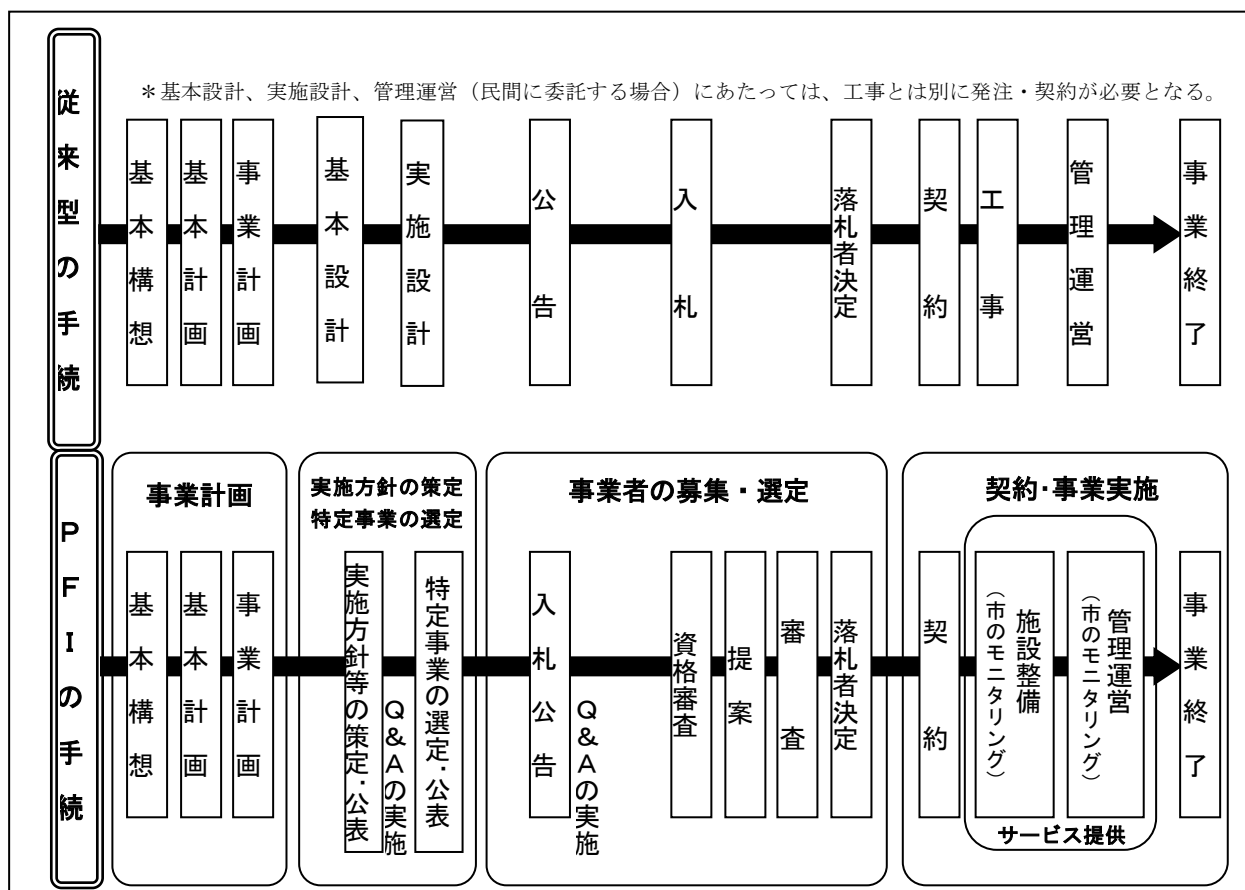 従来型の手続
＊基本設計、実施設計、管理運営（民間に委託する場合）にあたっては、工事とは別に発注・契約が必要となる。
基本構想
基本計画
事業計画
基本設計
実施設計
公告
入札
落札者決定
契約
工事
管理運営
事業終了
ＰＦＩの手続
事業計画
基本構想
基本計画
事業計画
実施方針の策定
特定事業の選定
実施方針等の策定・公表
Ｑ＆Ａの実施
特定事業の選定・公表
事業者の募集・選定
入札公告
Ｑ＆Ａの実施
資格審査
提案
審査
落札者決定
契約・事業実施
契約
施設整備
（市のモニタリング）
管理運営
（市のモニタリング）
サービス提供
事業終了